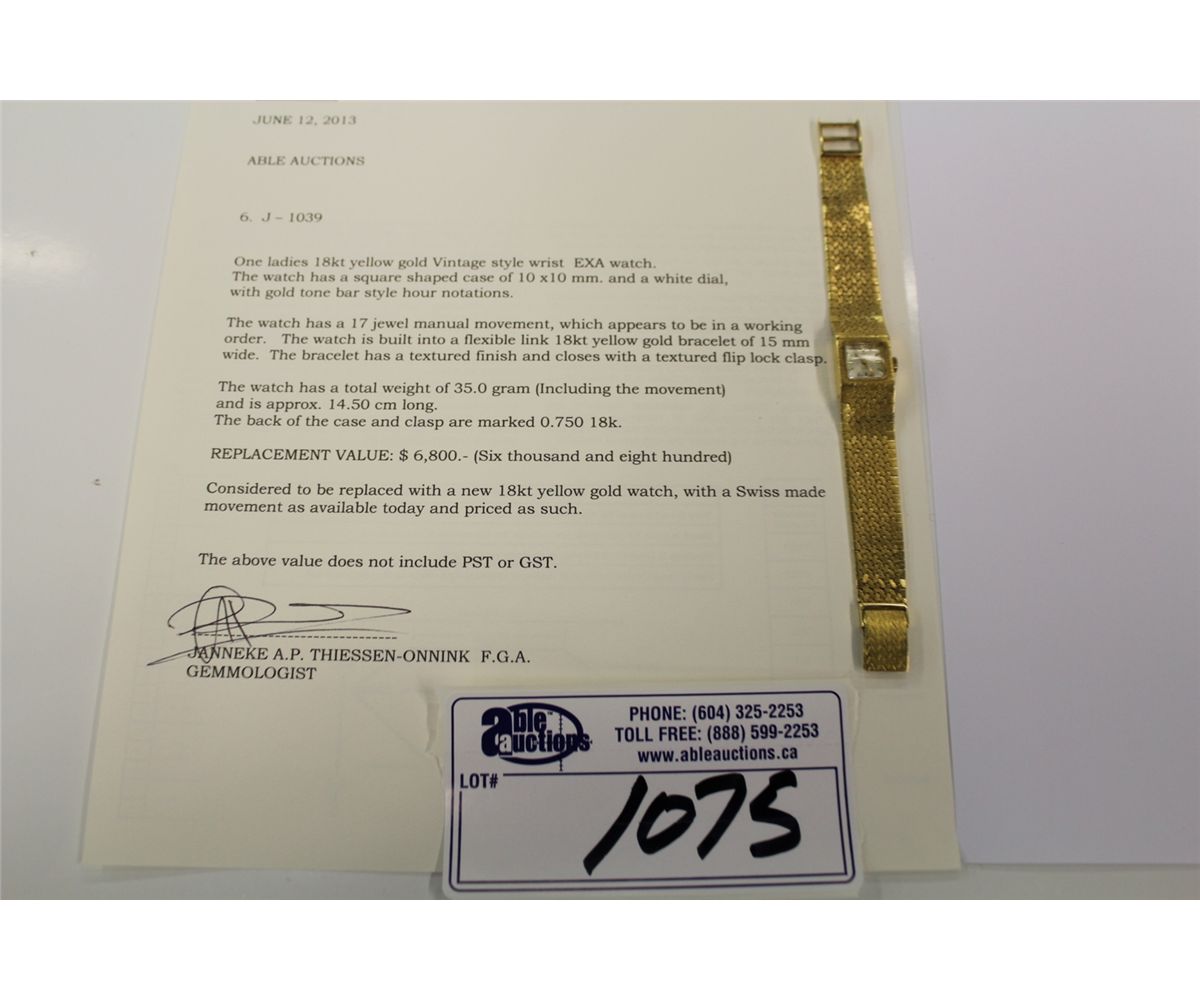 JUNE 12, 2013
ABLE AUCTIONS
6. J – 1039
One ladies 18kt yellow gold Vintage style wrist EXA watch.
The watch has a square shaped case of 10 x10 mm. and a white dial,
with gold tone bar style hour notations.
The watch has a 17 jewel manual movement, which appears to be in a working
order. The watch is built into a flexible link 18kt yellow gold bracelet of 15 mm
wide. The bracelet has a textured finish and closes with a textured flip lock clasp.
The watch has a total weight of 35.0 gram (Including the movement)
and is approx. 14.50 cm long.
The back of the case and clasp are marked 0.750 18k.
REPLACEMENT VALUE: $ 6,800.- (Six thousand and eight hundred)
Considered to be replaced with a new 18kt yellow gold watch, with a Swiss made
movement as available today and priced as such.
The above value does not include PST or GST.
JANNEKE A.P. THIESSEN-ONNINK F.G.A.
GEMMOLOGIST
able auctions™
PHONE: (604) 325-2253
TOLL FREE: (888) 599-2253
www.ableauctions.ca
LOT#
1075